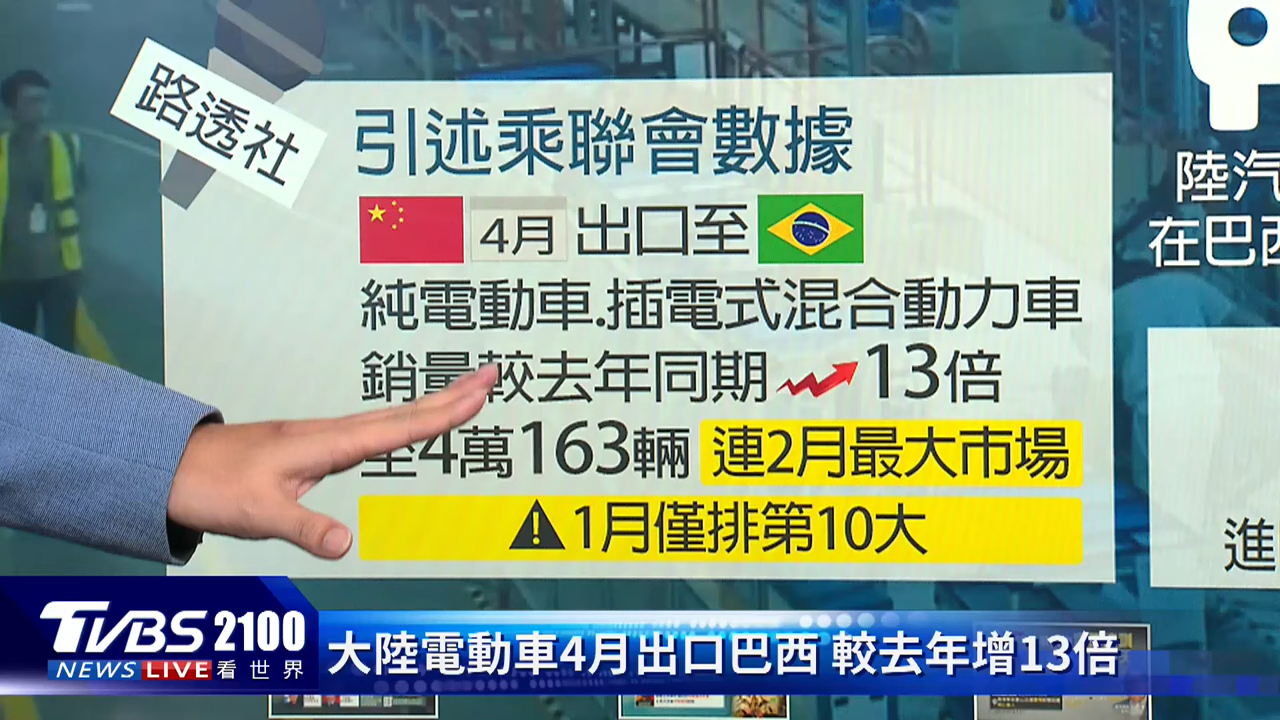 路透社
引述乘聯會數據
4月 出口至
純電動車.插電式混合動力車
銷量較去年同期 13倍
至4萬163輛 連2月最大市場
1月僅排第10大
陸汽
在巴西
進
TVBS 2100
NEWS LIVE 看世界
大陸電動車4月出口巴西 較去年增13倍